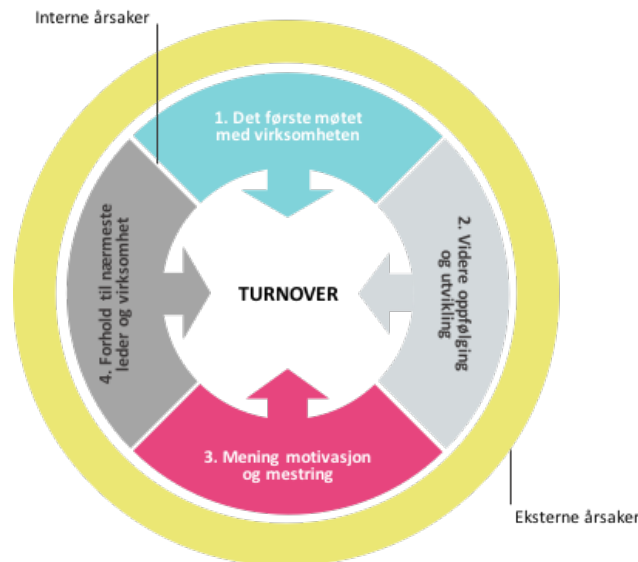 Interne årsaker
1. Det første møtet
med virksomheten
2. Videre oppfølging
og utvikling
TURNOVER
4. Forhold til nærmeste
leder og virksomhet
3. Mening motivasjon
og mestring
Eksterne årsaker